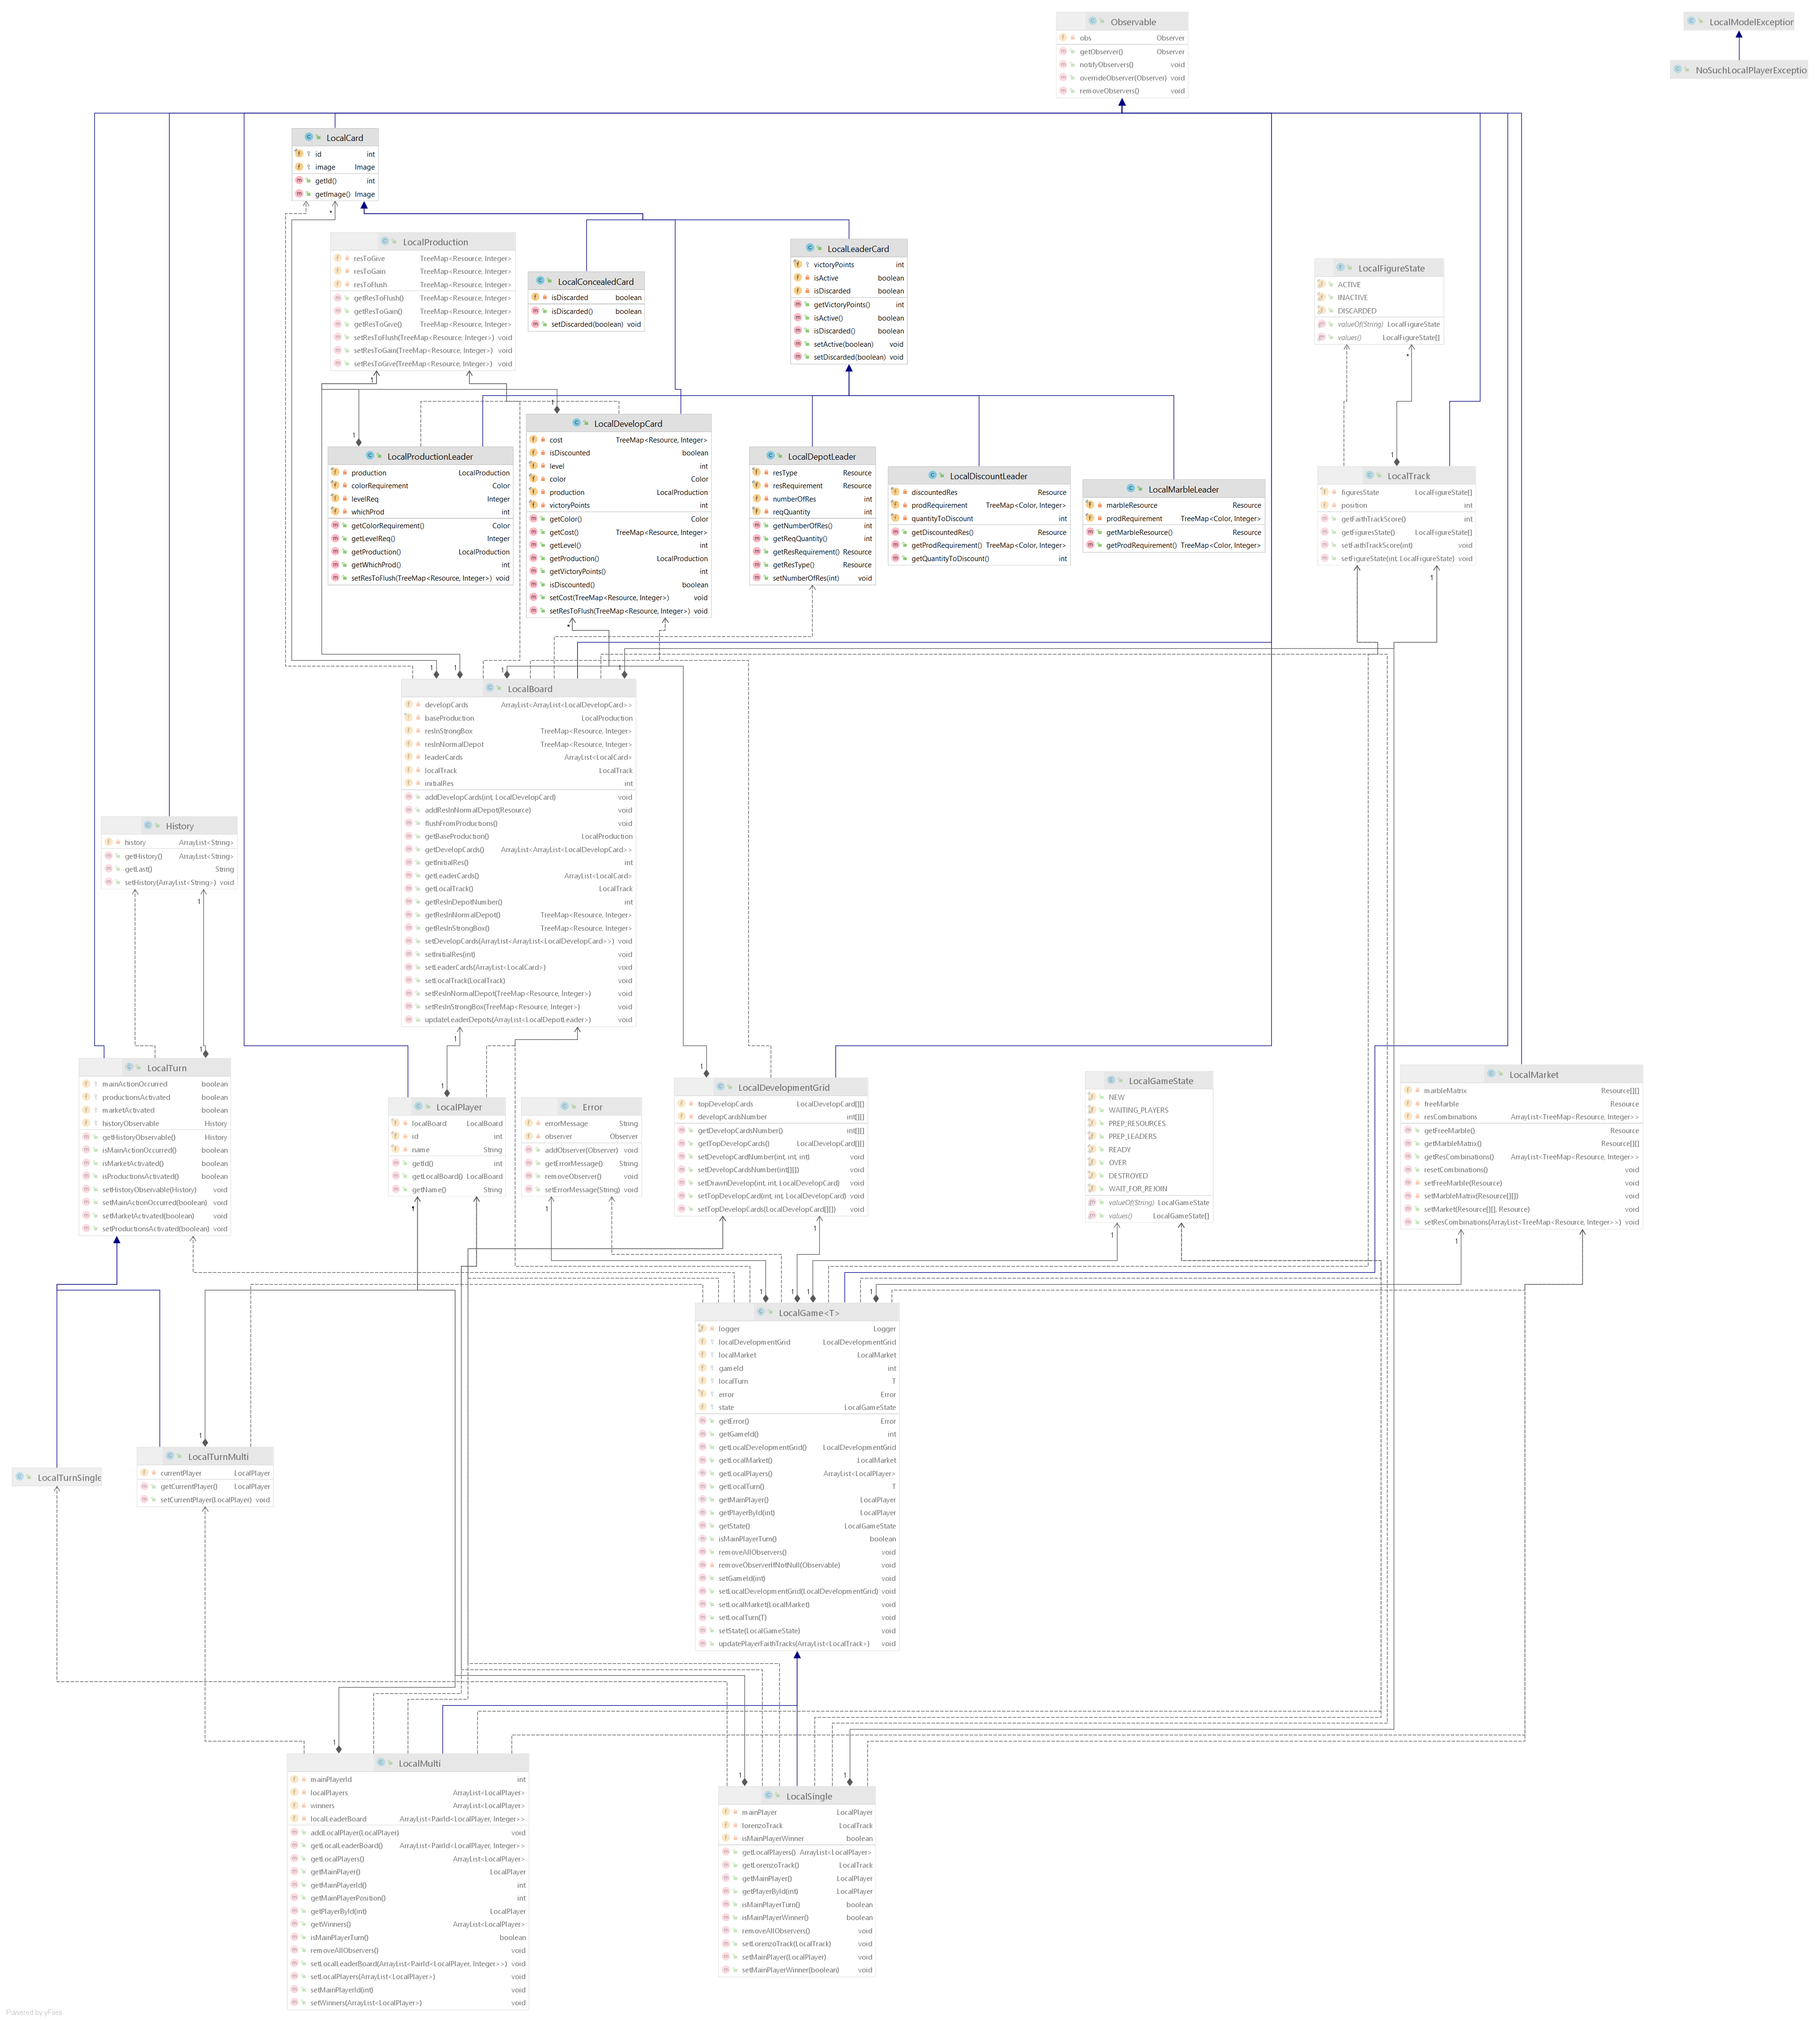 Observable
obs Observer
getObserver() Observer
notifyObservers() void
overrideObserver(Observer) void
removeObservers() void
LocalModelException
NoSuchLocalPlayerExceptio
LocalCard
id int
image Image
getId() int
getImage() Image
LocalProduction
resToGive TreeMap<Resource, Integer>
resToGain TreeMap<Resource, Integer>
resToFlush TreeMap<Resource, Integer>
getResToFlush() TreeMap<Resource, Integer>
getResToGain() TreeMap<Resource, Integer>
getResToGive() TreeMap<Resource, Integer>
setResToFlush(TreeMap<Resource, Integer>) void
setResToGain(TreeMap<Resource, Integer>) void
setResToGive(TreeMap<Resource, Integer>) void
LocalConcealedCard
isDiscarded boolean
isDiscarded() boolean
setDiscarded(boolean) void
LocalLeaderCard
victoryPoints int
isActive boolean
isDiscarded boolean
getVictoryPoints() int
isActive() boolean
isDiscarded() boolean
setActive(boolean) void
setDiscarded(boolean) void
LocalFigureState
ACTIVE
INACTIVE
DISCARDED
valueOf(String) LocalFigureState
values() LocalFigureState[]
LocalProductionLeader
production LocalProduction
colorRequirement Color
levelReq Integer
whichProd int
getColorRequirement() Color
getLevelReq() Integer
getProduction() LocalProduction
getWhichProd() int
setResToFlush(TreeMap<Resource, Integer>) void
LocalDevelopCard
cost TreeMap<Resource, Integer>
isDiscounted boolean
level int
color Color
production LocalProduction
victoryPoints int
getColor() Color
getCost() TreeMap<Resource, Integer>
getLevel() int
getProduction() LocalProduction
getVictoryPoints() int
isDiscounted() boolean
setCost(TreeMap<Resource, Integer>) void
setResToFlush(TreeMap<Resource, Integer>) void
LocalDepotLeader
resType Resource
resRequirement Resource
numberOfRes int
reqQuantity int
getNumberOfRes() int
getReqQuantity() int
getResRequirement() Resource
getResType() Resource
setNumberOfRes(int) void
LocalDiscountLeader
discountedRes Resource
prodRequirement TreeMap<Color, Integer>
quantityToDiscount int
getDiscountedRes() Resource
getProdRequirement() TreeMap<Color, Integer>
getQuantityToDiscount() int
LocalMarbleLeader
marbleResource Resource
prodRequirement TreeMap<Color, Integer>
getMarbleResource() Resource
getProdRequirement() TreeMap<Color, Integer>
LocalTrack
figuresState LocalFigureState[]
position int
getFaithTrackScore() int
getFiguresState() LocalFigureState[]
setFaithTrackScore(int) void
setFigureState(int, LocalFigureState) void
LocalBoard
developCards ArrayList<ArrayList<LocalDevelopCard>>
baseProduction LocalProduction
resInStrongBox TreeMap<Resource, Integer>
resInNormalDepot TreeMap<Resource, Integer>
leaderCards ArrayList<LocalCard>
localTrack LocalTrack
initialRes int
addDevelopCards(int, LocalDevelopCard) void
addResInNormalDepot(Resource) void
flushFromProductions() void
getBaseProduction() LocalProduction
getDevelopCards() ArrayList<ArrayList<LocalDevelopCard>>
getInitialRes() int
getLeaderCards() ArrayList<LocalCard>
getLocalTrack() LocalTrack
getResInDepotNumber() int
getResInNormalDepot() TreeMap<Resource, Integer>
getResInStrongBox() TreeMap<Resource, Integer>
setDevelopCards(ArrayList<ArrayList<LocalDevelopCard>>) void
setInitialRes(int) void
setLeaderCards(ArrayList<LocalCard>) void
setLocalTrack(LocalTrack) void
setResInNormalDepot(TreeMap<Resource, Integer>) void
setResInStrongBox(TreeMap<Resource, Integer>) void
updateLeaderDepots(ArrayList<LocalDepotLeader>) void
History
history ArrayList<String>
getHistory() ArrayList<String>
getLast() String
setHistory(ArrayList<String>) void
LocalTurn
mainActionOccurred boolean
productionsActivated boolean
marketActivated boolean
historyObservable History
getHistoryObservable() History
isMainActionOccurred() boolean
isMarketActivated() boolean
isProductionsActivated() boolean
setHistoryObservable(History) void
setMainActionOccurred(boolean) void
setMarketActivated(boolean) void
setProductionsActivated(boolean) void
LocalPlayer
localBoard LocalBoard
id int
name String
getId() int
getLocalBoard() LocalBoard
getName() String
Error
errorMessage String
observer Observer
addObserver(Observer) void
getErrorMessage() String
removeObserver() void
setErrorMessage(String) void
LocalDevelopmentGrid
topDevelopCards LocalDevelopCard[][]
developCardsNumber int[][]
getDevelopCardsNumber() int[][]
getTopDevelopCards() LocalDevelopCard[][]
setDevelopCardNumber(int, int, int) void
setDevelopCardsNumber(int[][]) void
setDrawnDevelop(int, int, LocalDevelopCard) void
setTopDevelopCard(int, int, LocalDevelopCard) void
setTopDevelopCards(LocalDevelopCard[][]) void
LocalGameState
NEW
WAITING_PLAYERS
PREP_RESOURCES
PREP_LEADERS
READY
OVER
DESTROYED
WAIT_FOR_REJOIN
valueOf(String) LocalGameState
values() LocalGameState[]
LocalMarket
marbleMatrix Resource[][]
freeMarble Resource
resCombinations ArrayList<TreeMap<Resource, Integer>>
getFreeMarble() Resource
getMarbleMatrix() Resource[][]
getResCombinations() ArrayList<TreeMap<Resource, Integer>>
resetCombinations() void
setFreeMarble(Resource) void
setMarbleMatrix(Resource[][]) void
setMarket(Resource[][], Resource) void
setResCombinations(ArrayList<TreeMap<Resource, Integer>>) void
LocalGame<T>
logger Logger
localDevelopmentGrid LocalDevelopmentGrid
localMarket LocalMarket
gameId int
localTurn T
error Error
state LocalGameState
getError() Error
getGameId() int
getLocalDevelopmentGrid() LocalDevelopmentGrid
getLocalMarket() LocalMarket
getLocalPlayers() ArrayList<LocalPlayer>
getLocalTurn() T
getMainPlayer() LocalPlayer
getPlayerById(int) LocalPlayer
getState() LocalGameState
isMainPlayerTurn() boolean
removeAllObservers() void
removeObserverIfNotNull(Observable) void
setGameId(int) void
setLocalDevelopmentGrid(LocalDevelopmentGrid) void
setLocalMarket(LocalMarket) void
setLocalTurn(T) void
setState(LocalGameState) void
updatePlayerFaithTracks(ArrayList<LocalTrack>) void
LocalTurnSingle
LocalTurnMulti
currentPlayer LocalPlayer
getCurrentPlayer() LocalPlayer
setCurrentPlayer(LocalPlayer) void
LocalMulti
mainPlayerId int
localPlayers ArrayList<LocalPlayer>
winners ArrayList<LocalPlayer>
localLeaderBoard ArrayList<PairId<LocalPlayer, Integer>>
addLocalPlayer(LocalPlayer) void
getLocalLeaderBoard() ArrayList<PairId<LocalPlayer, Integer>>
getLocalPlayers() ArrayList<LocalPlayer>
getMainPlayer() LocalPlayer
getMainPlayerId() int
getMainPlayerPosition() int
getPlayerById(int) LocalPlayer
getWinners() ArrayList<LocalPlayer>
isMainPlayerTurn() boolean
removeAllObservers() void
setLocalLeaderBoard(ArrayList<PairId<LocalPlayer, Integer>>) void
setLocalPlayers(ArrayList<LocalPlayer>) void
setMainPlayerId(int) void
setWinners(ArrayList<LocalPlayer>) void
LocalSingle
mainPlayer LocalPlayer
lorenzoTrack LocalTrack
isMainPlayerWinner boolean
getLocalPlayers() ArrayList<LocalPlayer>
getLorenzoTrack() LocalTrack
getMainPlayer() LocalPlayer
getPlayerById(int) LocalPlayer
isMainPlayerTurn() boolean
isMainPlayerWinner() boolean
removeAllObservers() void
setLorenzoTrack(LocalTrack) void
setMainPlayer(LocalPlayer) void
setMainPlayerWinner(boolean) void
Powered by yFiles